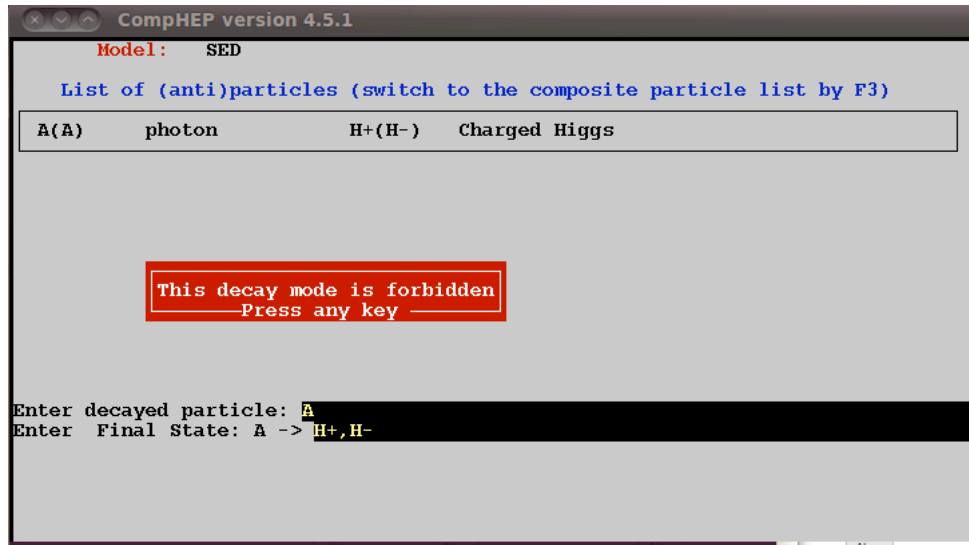 CompHEP version 4.5.1
Model: SED
List of (anti)particles (switch to the composite particle list by F3)
A(A) photon H+(H-) Charged Higgs
This decay mode is forbidden
Press any key
Enter decayed particle: A
Enter Final State: A -> H+,H-